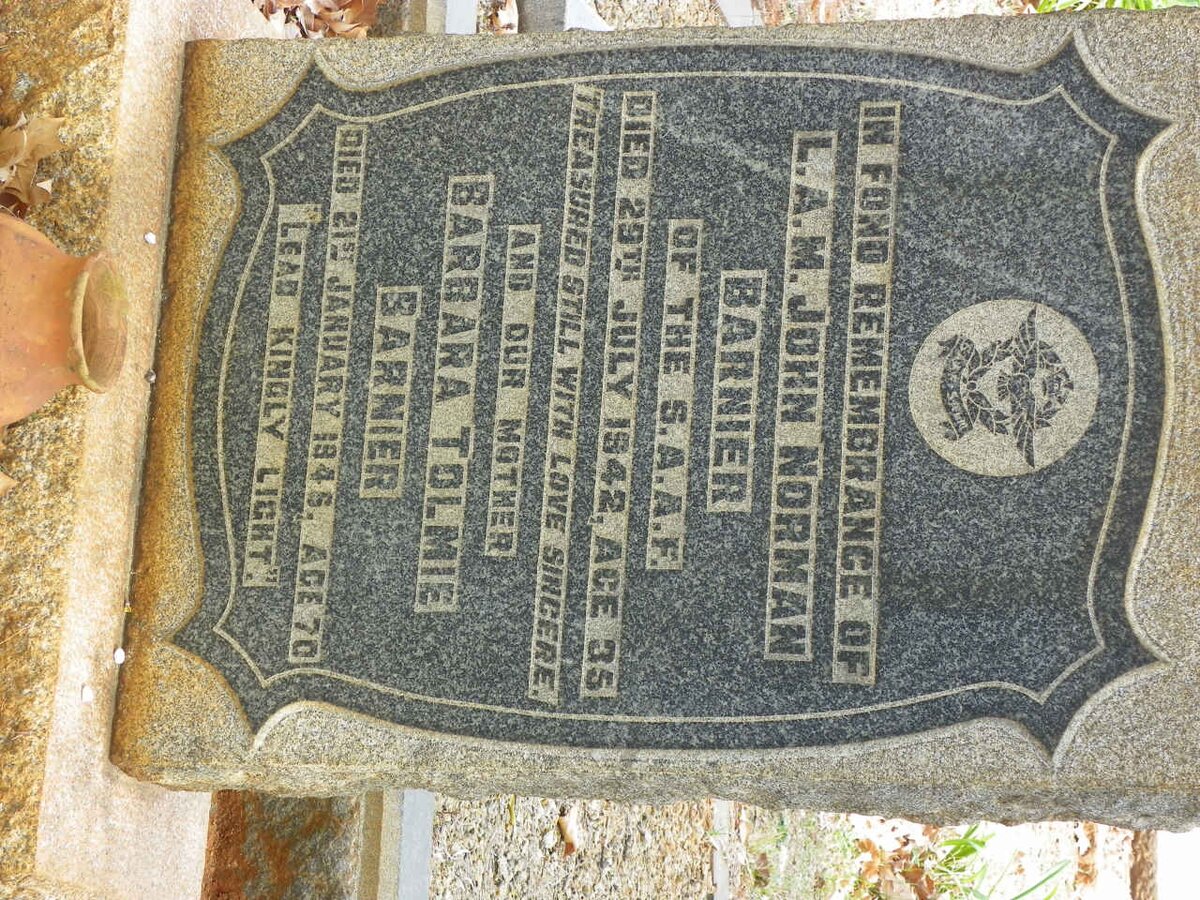 IN FOND REMEMBRANCE OF
L.A.M. JOHN NORMAN
BARNIER
OF THE S.A.A.F
DIED 29TH JULY 1942, AGE 35
TREASURED STILL WITH LOVE SINCERE
AND OUR MOTHER
BARBARA TOLMIE
BARNIER
DIED 21ST JANUARY 1946, AGE 70
"LEAD KINDLY LIGHT"